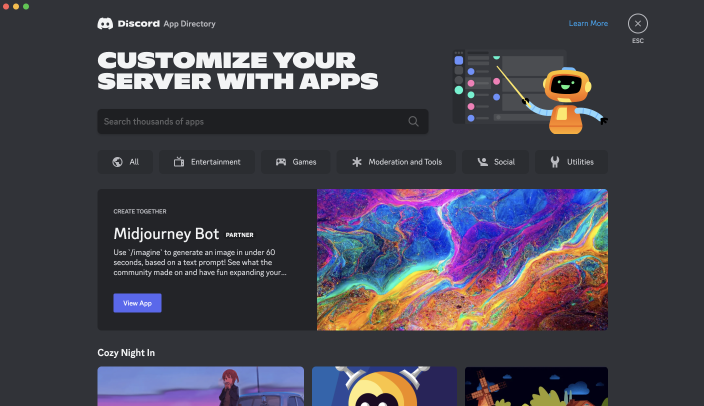 Discord App Directory
Learn More
ESC
CUSTOMIZE YOUR
SERVER WITH APPS
Search thousands of apps
All
Entertainment
Games
Moderation and Tools
Social
Utilities
CREATE TOGETHER
Midjourney Bot PARTNER
Use `/imagine` to generate an image in under 60
seconds, based on a text prompt! See what the
community made on and have fun expanding your...
View App
Cozy Night In